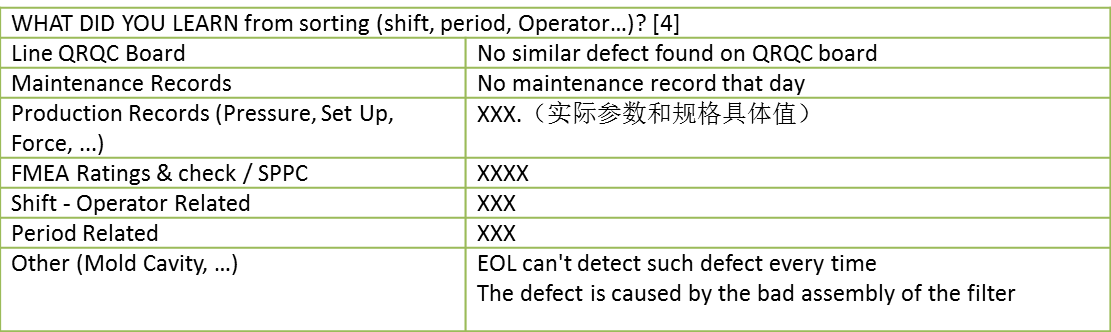 WHAT DID YOU LEARN from sorting (shift, period, Operator…)? [4]
Line QRQC Board
No similar defect found on QRQC board
Maintenance Records
No maintenance record that day
Production Records (Pressure, Set Up,
Force, ...)
XXX.（实际参数和规格具体值）
FMEA Ratings & check / SPPC
XXXX
Shift - Operator Related
XXX
Period Related
XXX
Other (Mold Cavity, …)
EOL can't detect such defect every time
The defect is caused by the bad assembly of the filter